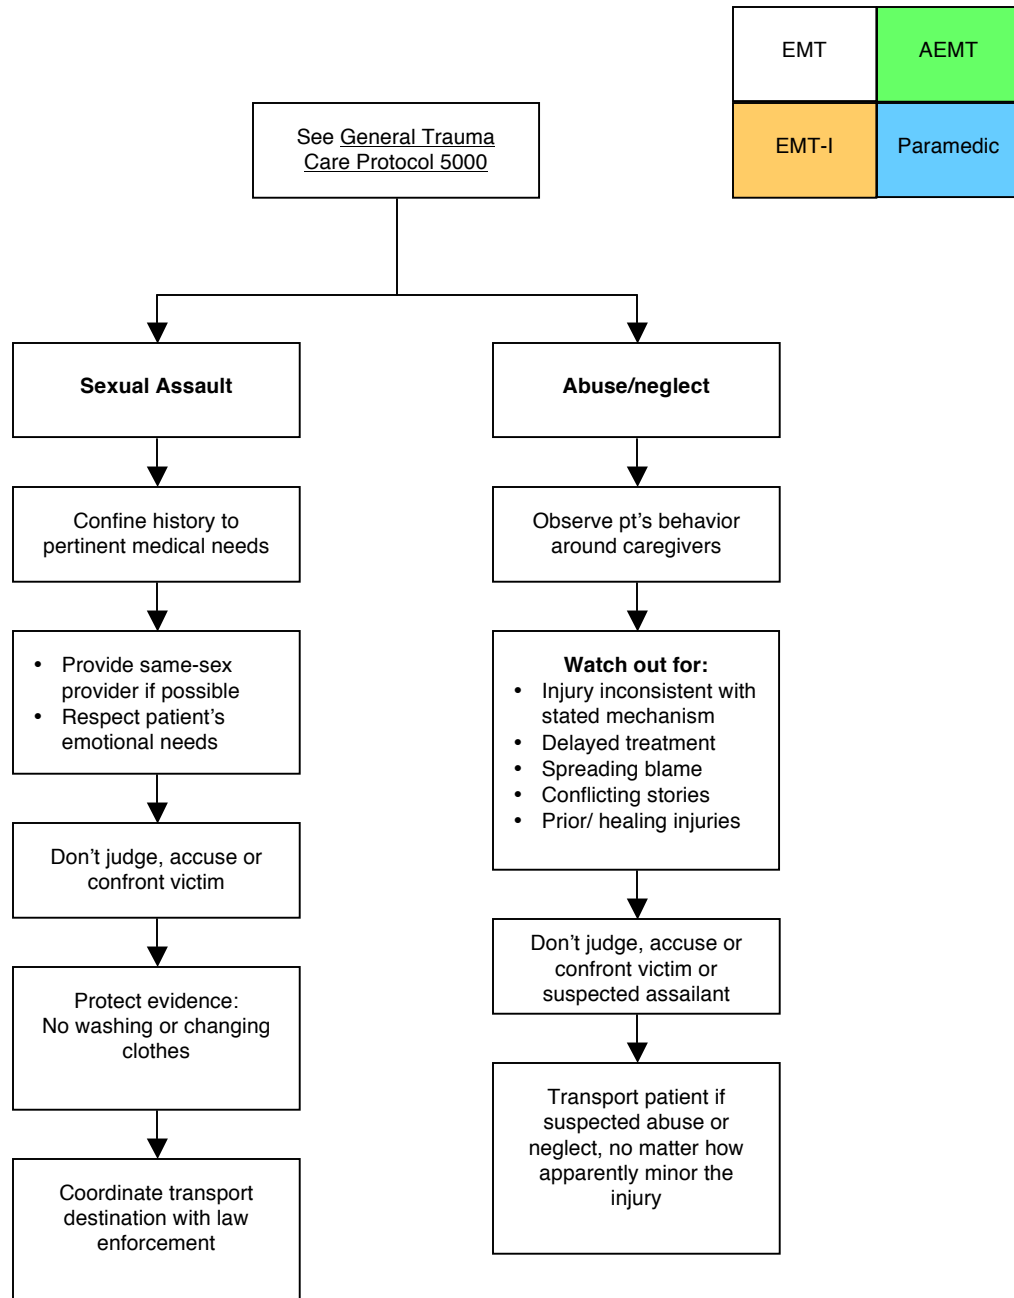 EMT
AEMT
EMT-I
Paramedic
See General Trauma
Care Protocol 5000
Sexual Assault
Confine history to
pertinent medical needs
• Provide same-sex
provider if possible
• Respect patient’s
emotional needs
Don’t judge, accuse or
confront victim
Protect evidence:
No washing or changing
clothes
Coordinate transport
destination with law
enforcement
Abuse/neglect
Observe pt’s behavior
around caregivers
Watch out for:
• Injury inconsistent with
stated mechanism
• Delayed treatment
• Spreading blame
• Conflicting stories
• Prior/ healing injuries
Don’t judge, accuse or
confront victim or
suspected assailant
Transport patient if
suspected abuse or
neglect, no matter how
apparently minor the
injury